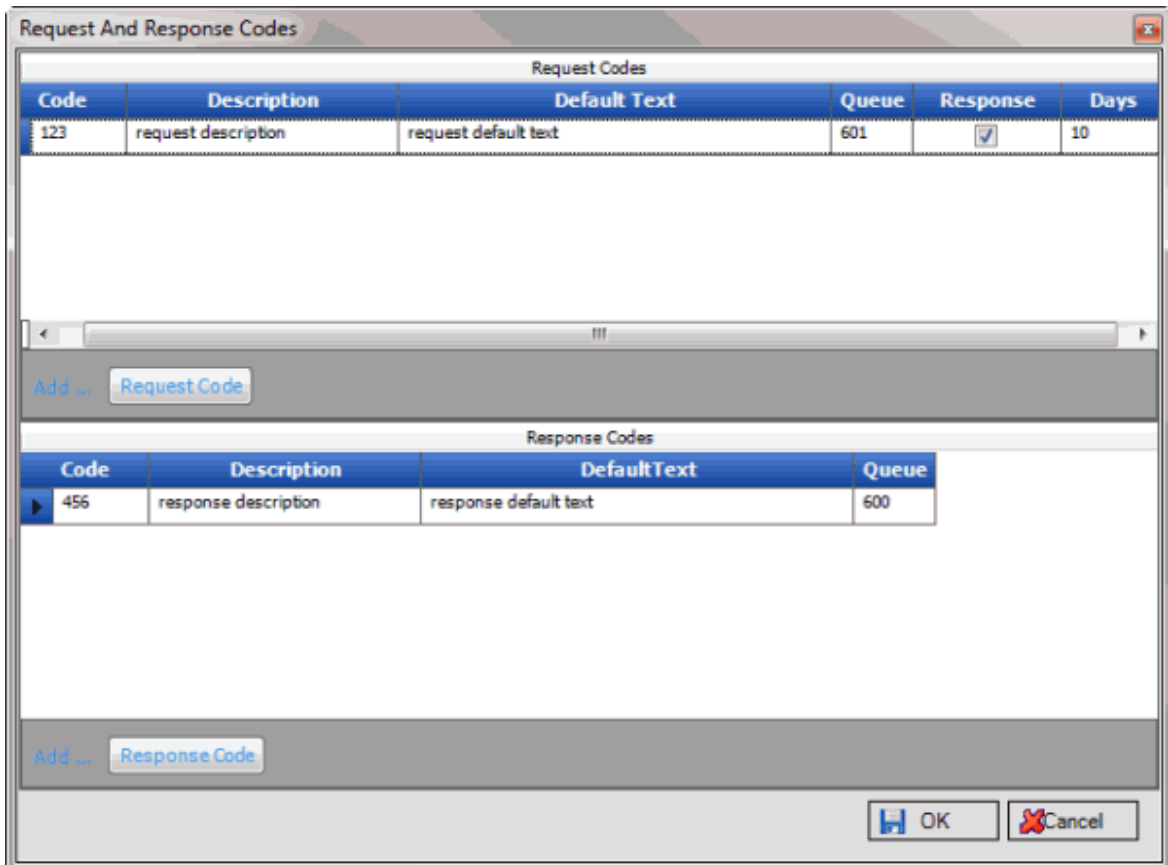 Request And Response Codes
Request Codes
Code Description Default Text Queue Response Days
123 request description request default text 601 10
Add ... Request Code
Response Codes
Code Description DefaultText Queue
456 response description response default text 600
Add ... Response Code
OK Cancel